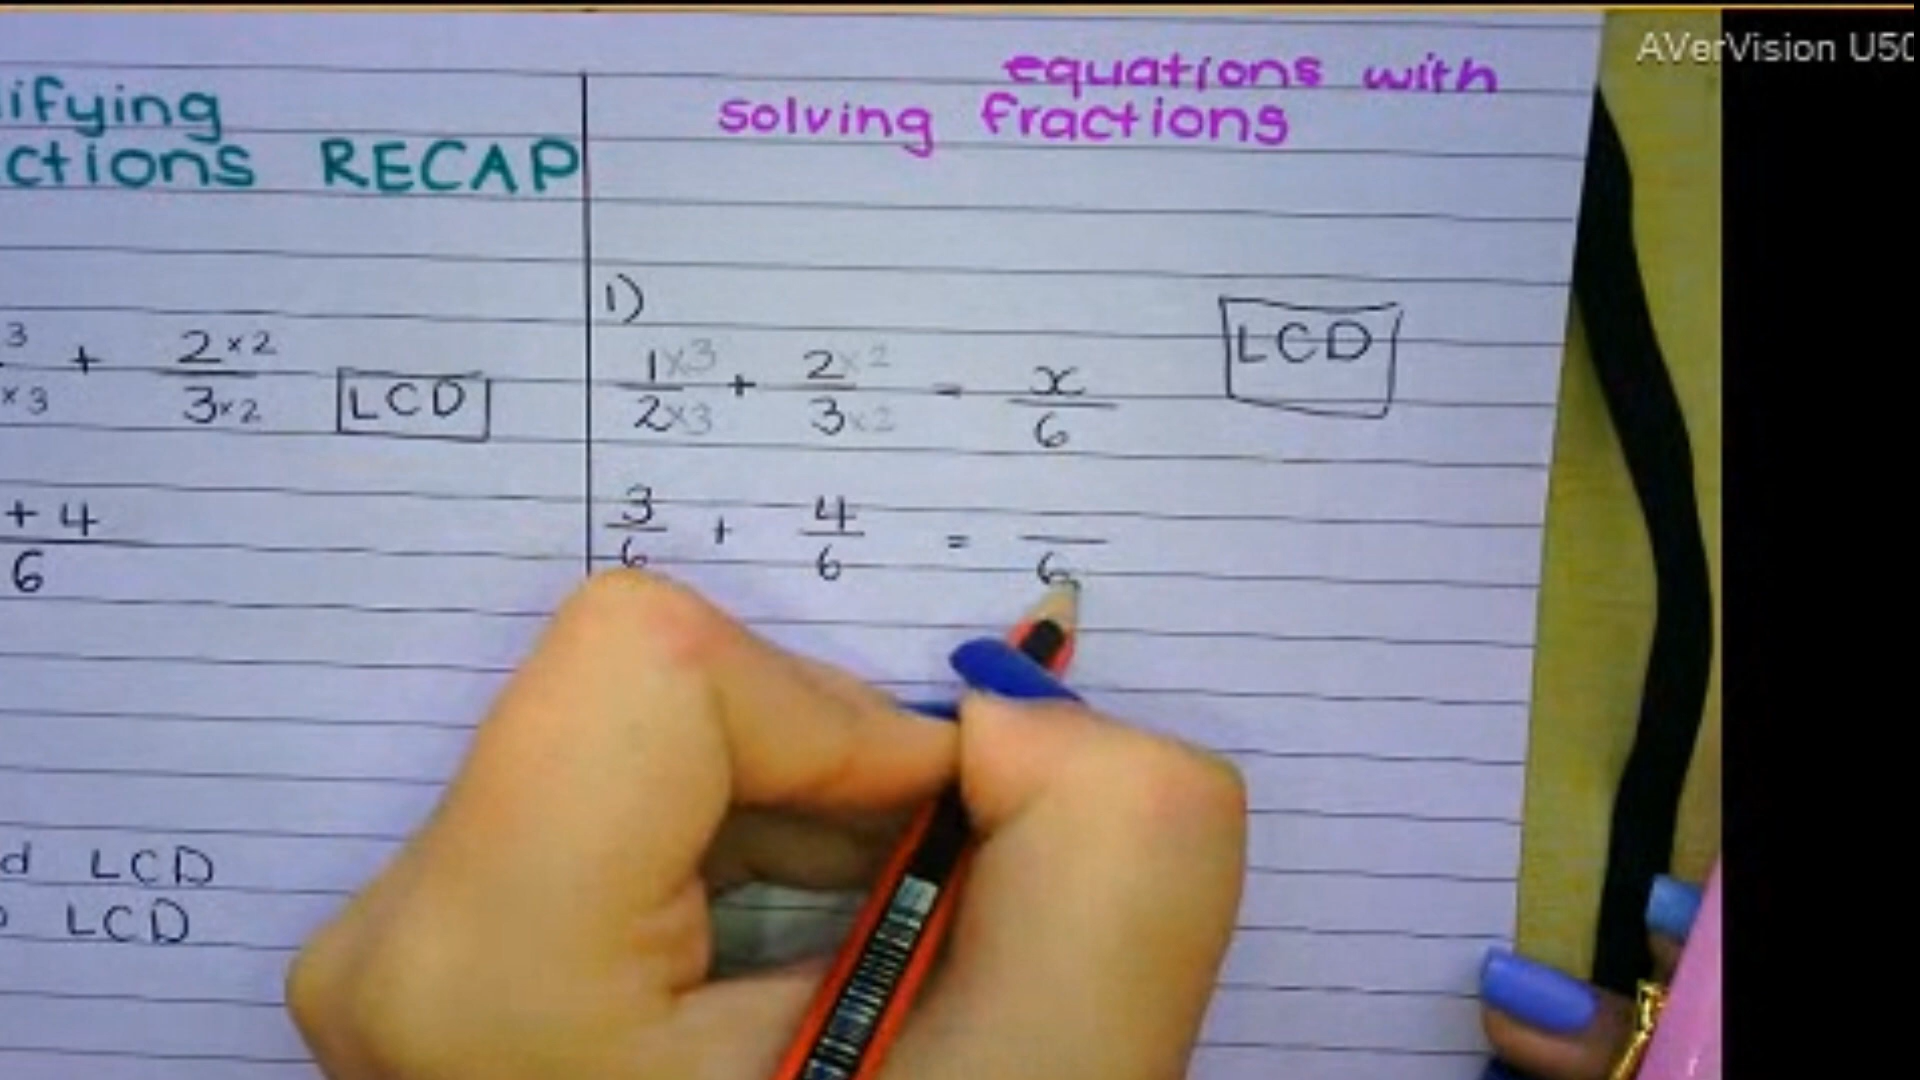 AVerVision U50
lifying
ctions RECAP
3 + 2×2
×3 3×2
LCD
+ 4
6
d LCD
LCD
equations with
solving fractions
1)
1×3 + 2×2 = x
2×3 3×2 6
LCD
3 + 4 =
6 6 6